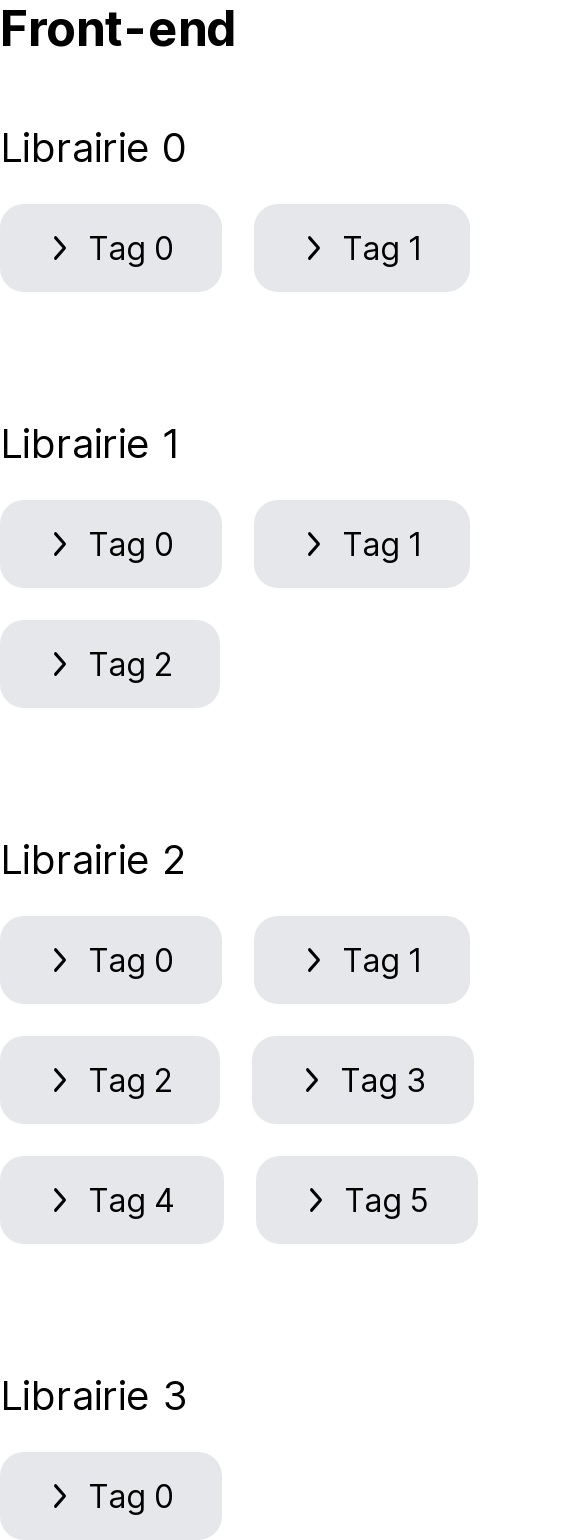 Front-end
Librairie 0
Tag 0 Tag 1
Librairie 1
Tag 0 Tag 1
Tag 2
Librairie 2
Tag 0 Tag 1
Tag 2 Tag 3
Tag 4 Tag 5
Librairie 3
Tag 0